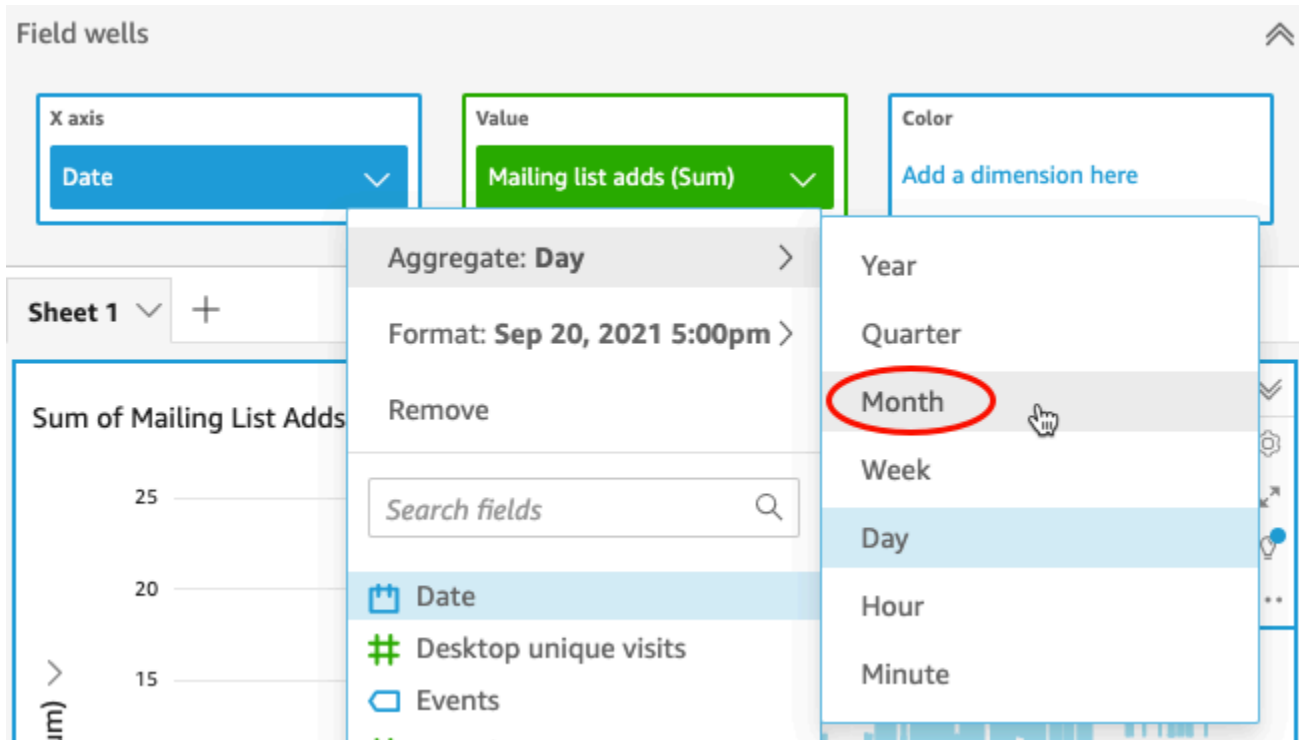 Field wells
X axis
Date
Value
Mailing list adds (Sum)
Color
Add a dimension here
Sheet 1
Aggregate: Day
Format: Sep 20, 2021 5:00pm
Remove
Search fields
Date
Desktop unique visits
Events
Year
Quarter
Month
Week
Day
Hour
Minute
Sum of Mailing List Adds
25
20
15